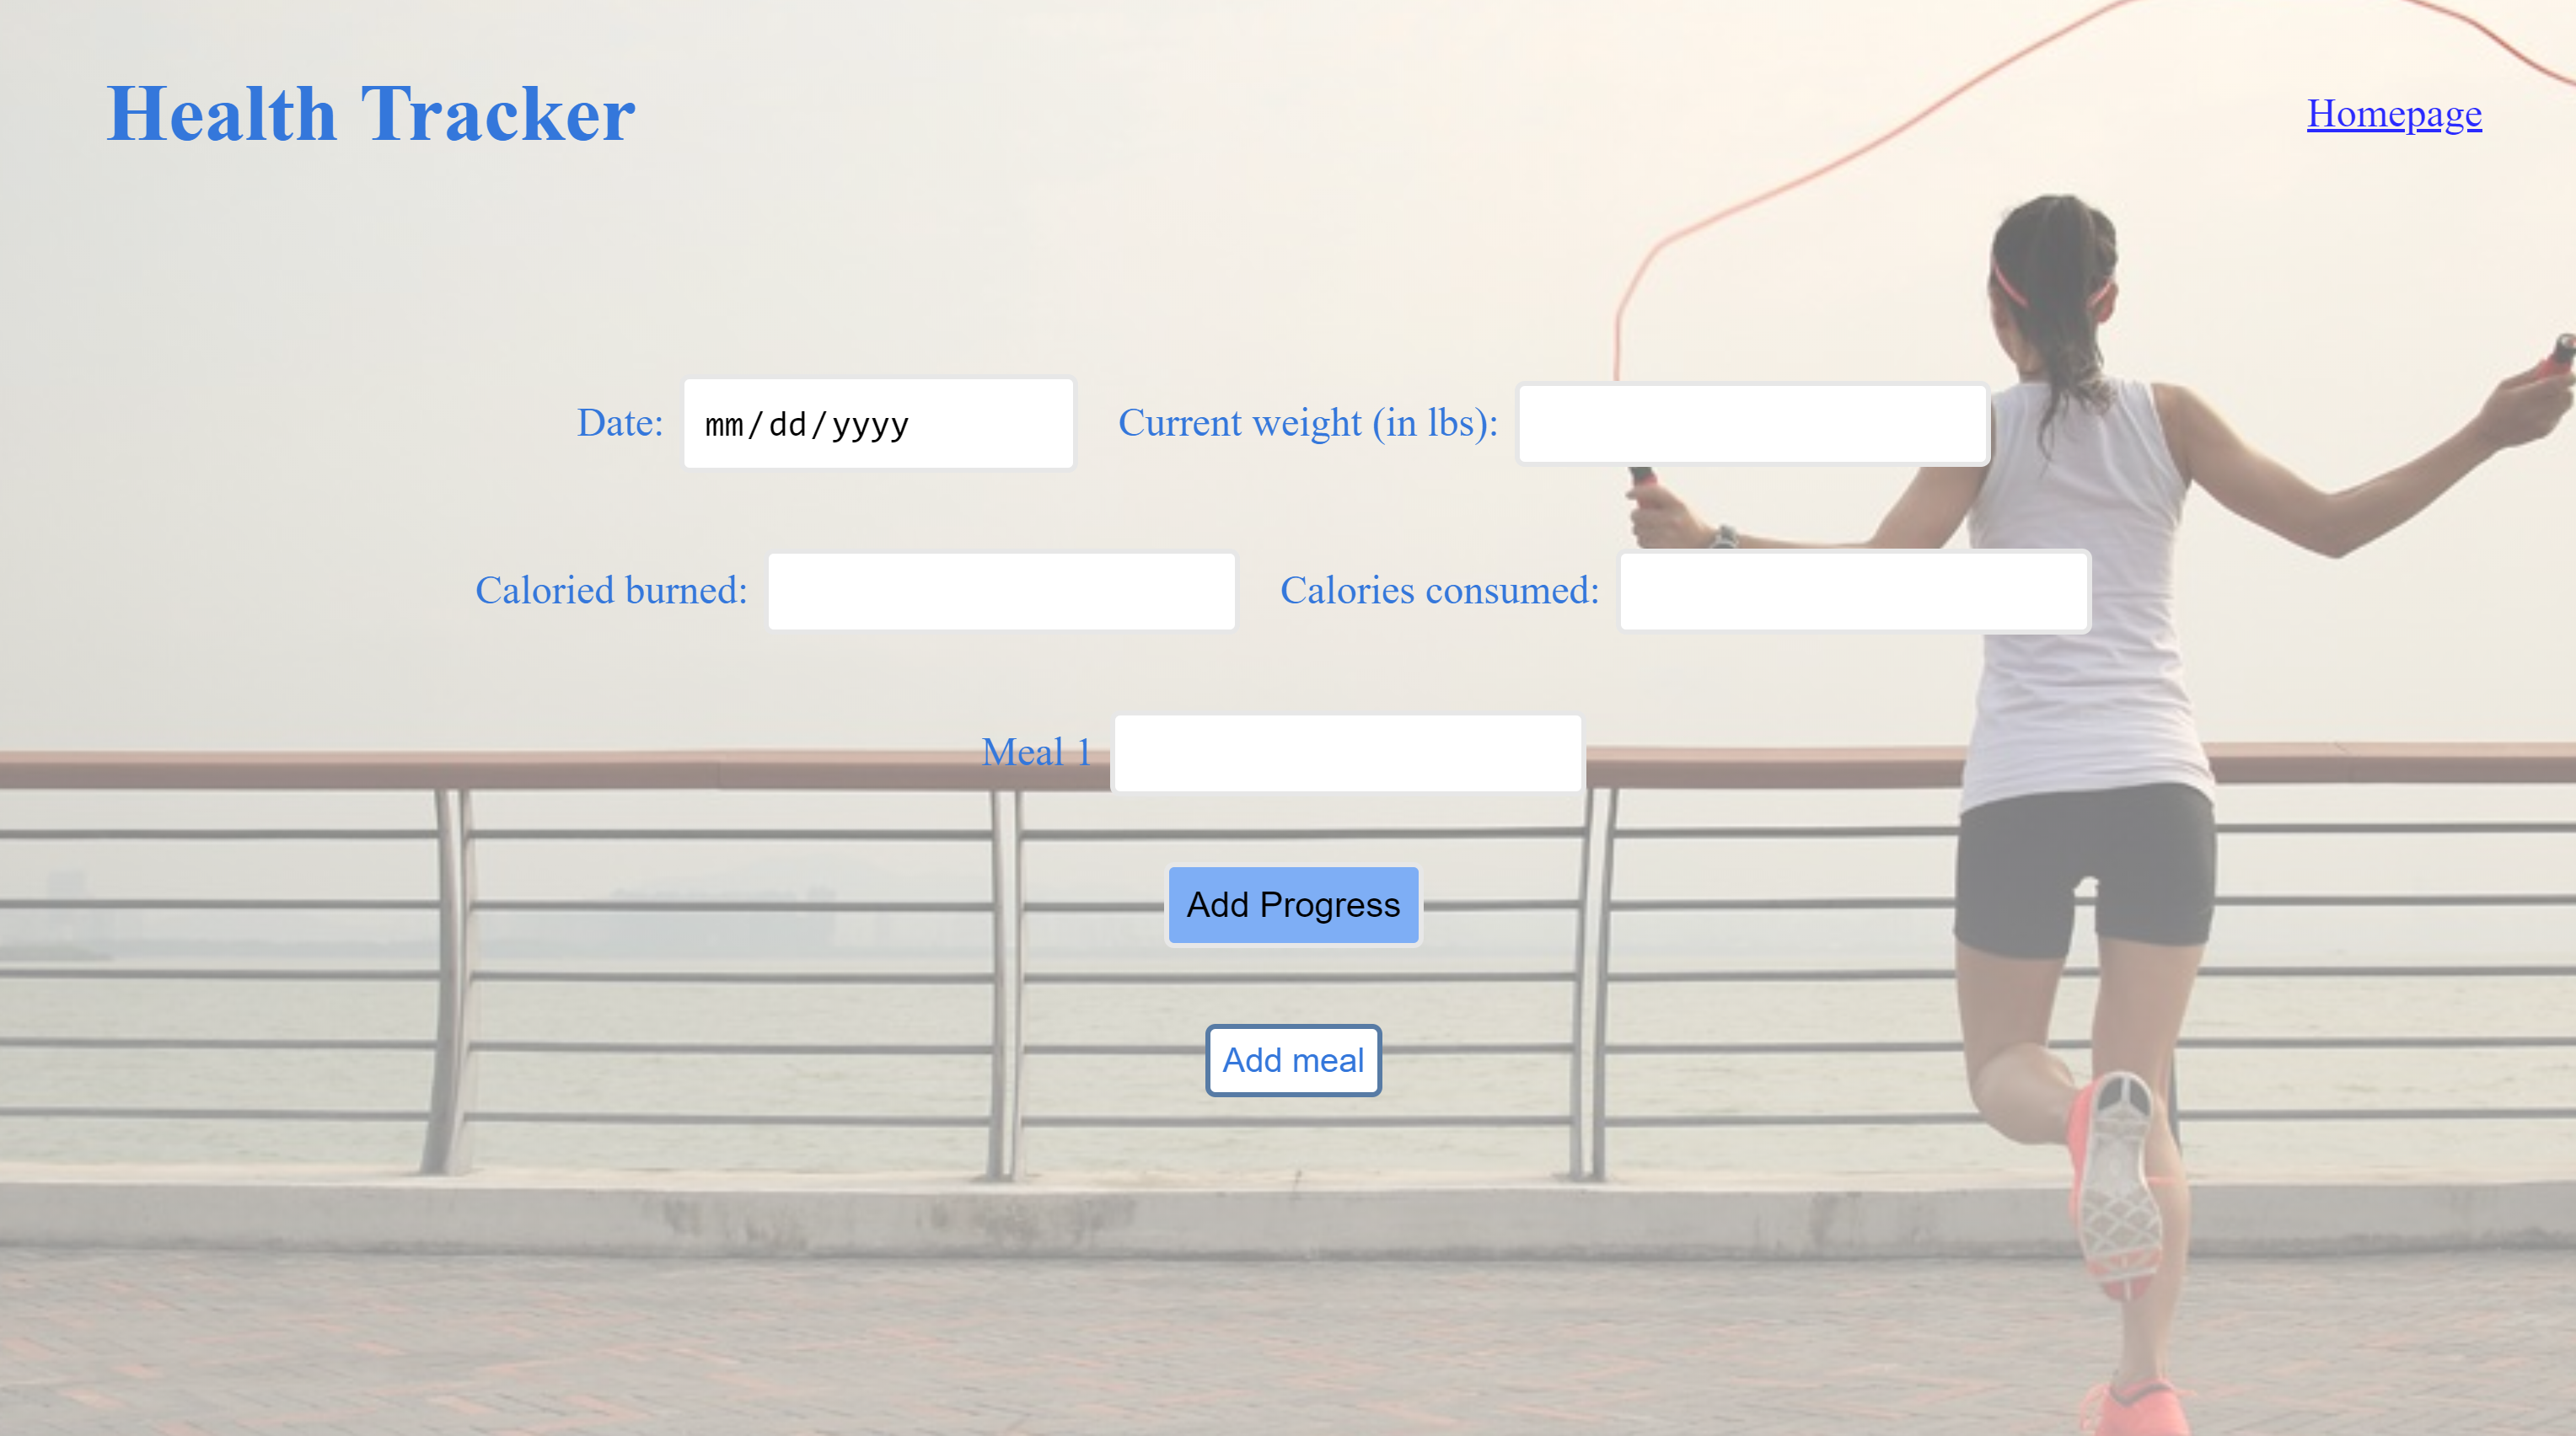 Health Tracker
Homepage
Date: mm/dd/yyyy Current weight (in lbs):
Caloried burned: Calories consumed:
Meal 1
Add Progress
Add meal